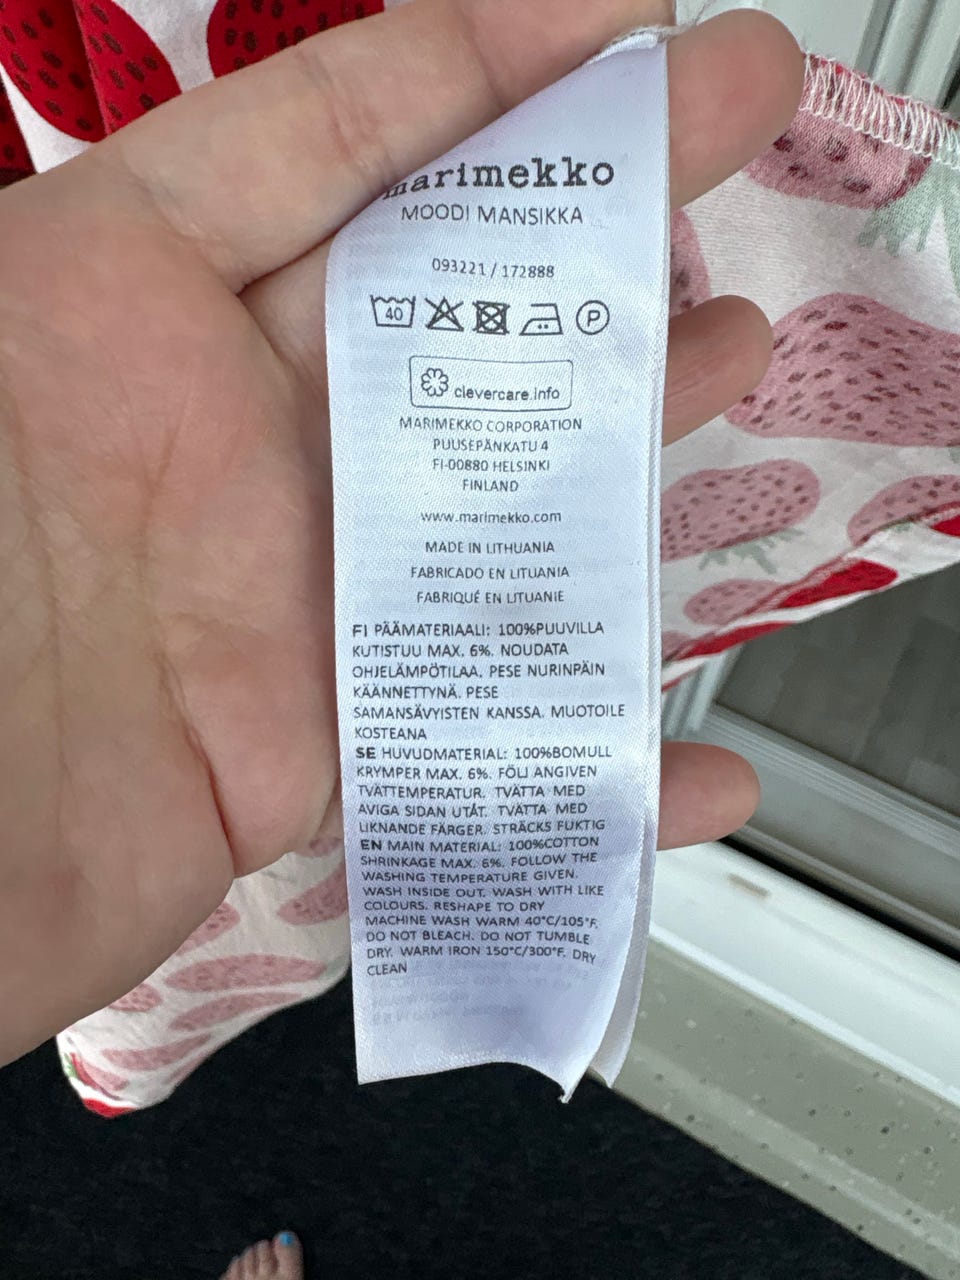 marimekko
MOODI MANSIKKA
093221 / 172888
40
P
clevercare.info
MARIMEKKO CORPORATION
PUUSEPÄNKATU 4
FI-00880 HELSINKI
FINLAND
www.marimekko.com
MADE IN LITHUANIA
FABRICADO EN LITUANIA
FABRIQUÉ EN LITUANIE
FI PÄÄMATERIAALI: 100%PUUVILLA
KUTISTUU MAX. 6%. NOUDATA
OHJELÄMPÖTILAA. PESE NURINPÄIN
KÄÄNNETTYNÄ. PESE
SAMANSÄVYISTEN KANSSA. MUOTOILE
KOSTEANA
SE HUVUDMATERIAL: 100%BOMULL
KRYMPER MAX. 6%. FÖLJ ANGIVEN
TVÄTTEMPERATUR. TVÄTTA MED
AVIGA SIDAN UTÅT. TVÄTTA MED
LIKNANDE FÄRGER. STRÄCKS FUKTIG
EN MAIN MATERIAL: 100%COTTON
SHRINKAGE MAX. 6%. FOLLOW THE
WASHING TEMPERATURE GIVEN.
WASH INSIDE OUT. WASH WITH LIKE
COLOURS. RESHAPE TO DRY
MACHINE WASH WARM 40°C/105°F.
DO NOT BLEACH. DO NOT TUMBLE
DRY. WARM IRON 150°C/300°F. DRY
CLEAN